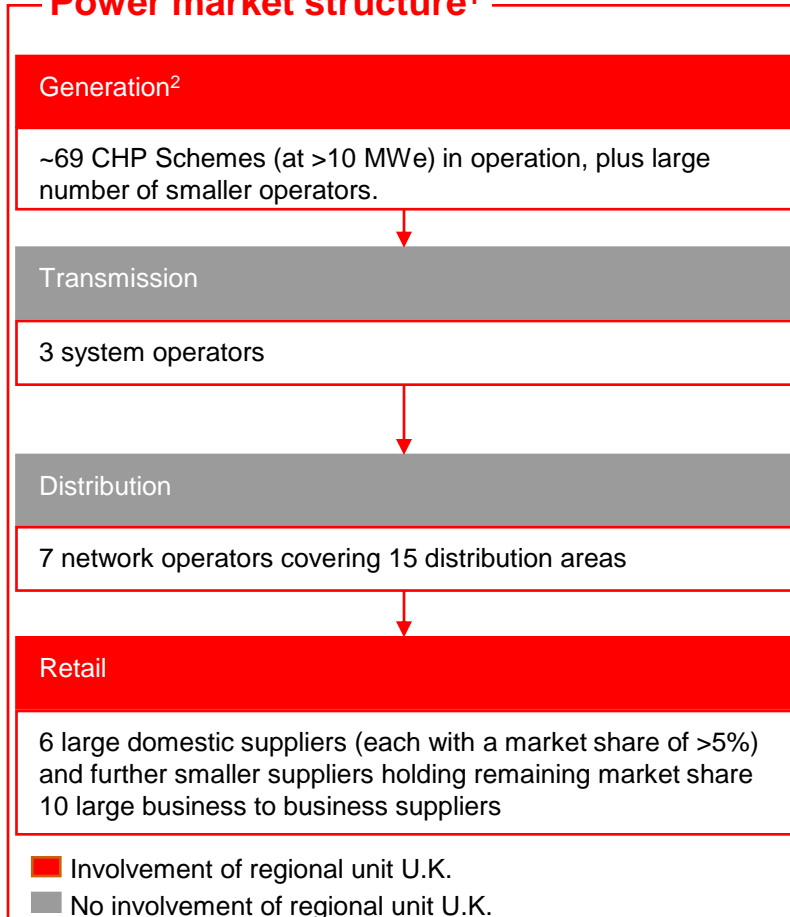 Power market structure¹
Generation²
~69 CHP Schemes (at >10 MWe) in operation, plus large
number of smaller operators.
Transmission
3 system operators
Distribution
7 network operators covering 15 distribution areas
Retail
6 large domestic suppliers (each with a market share of >5%)
and further smaller suppliers holding remaining market share
10 large business to business suppliers
Involvement of regional unit U.K.
No involvement of regional unit U.K.